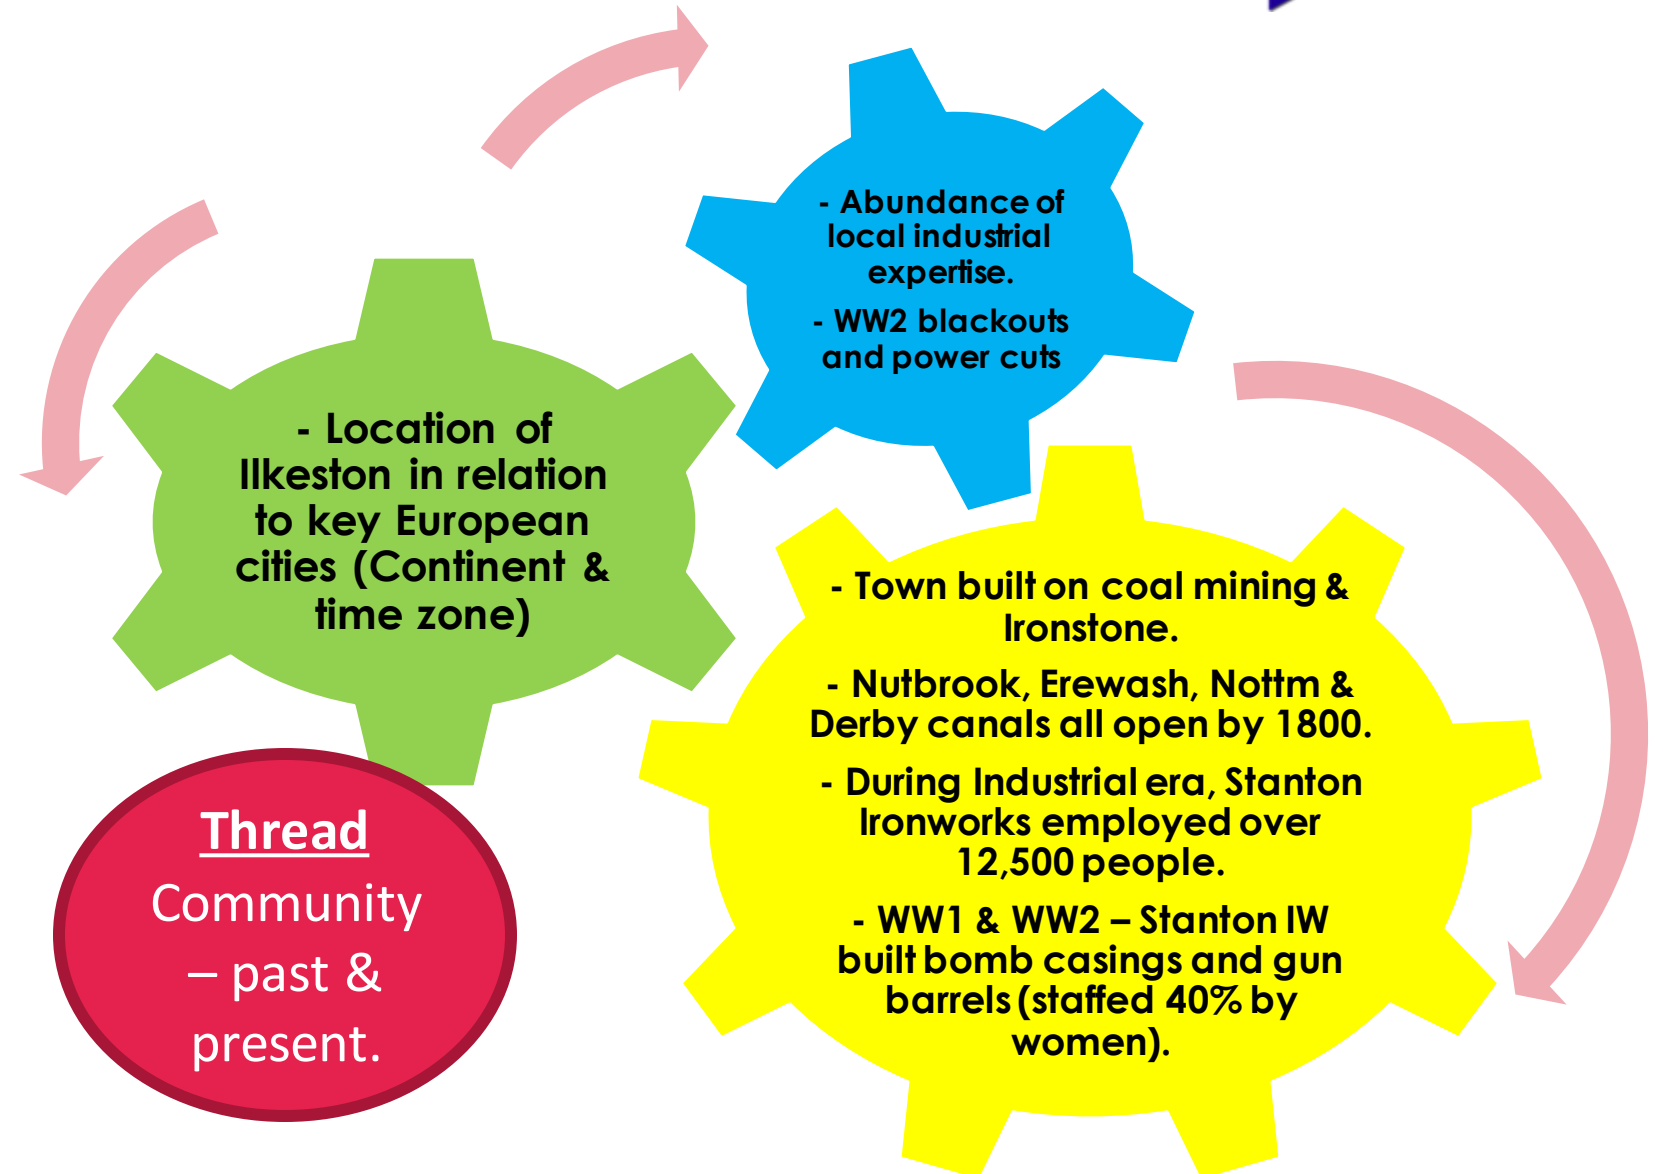 - Abundance of
local industrial
expertise.
- WW2 blackouts
and power cuts
- Location of
Ilkeston in relation
to key European
cities (Continent &
time zone)
- Town built on coal mining &
Ironstone.
- Nutbrook, Erewash, Nottm &
Derby canals all open by 1800.
- During Industrial era, Stanton
Ironworks employed over
12,500 people.
- WW1 & WW2 – Stanton IW
built bomb casings and gun
barrels (staffed 40% by
women).
Thread
Community
– past &
present.